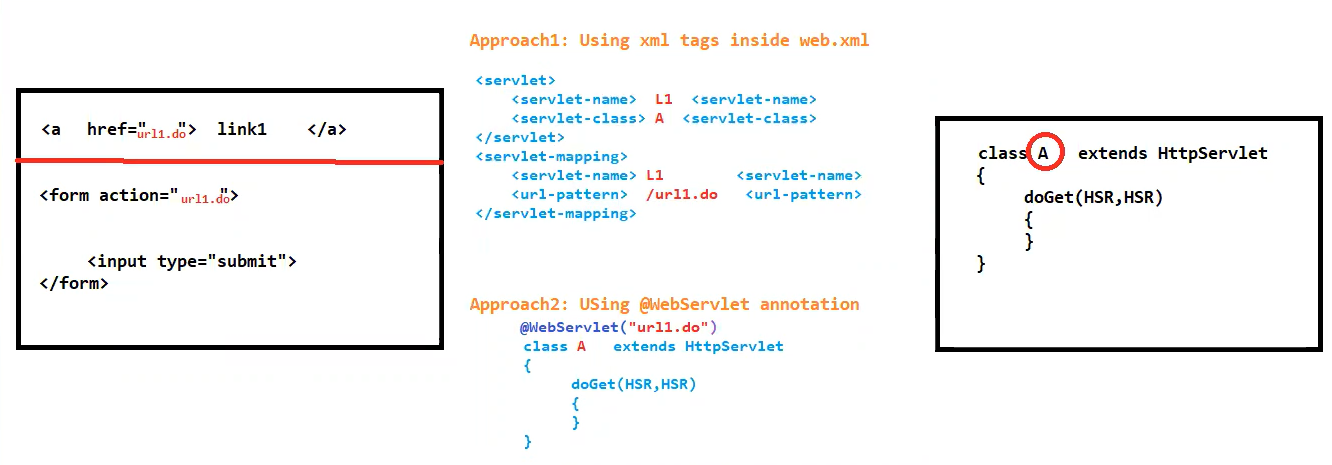 <a href="url1.do"> link1 </a>
<form action="url1.do">
<input type="submit">
</form>
Approach1: Using xml tags inside web.xml
<servlet>
<servlet-name> L1 <servlet-name>
<servlet-class> A <servlet-class>
</servlet>
<servlet-mapping>
<servlet-name> L1 <servlet-name>
<url-pattern> /url1.do <url-pattern>
</servlet-mapping>
Approach2: USing @WebServlet annotation
@WebServlet("url1.do")
class A extends HttpServlet
{
doGet(HSR,HSR)
{
}
}
class A extends HttpServlet
{
doGet(HSR,HSR)
{
}
}